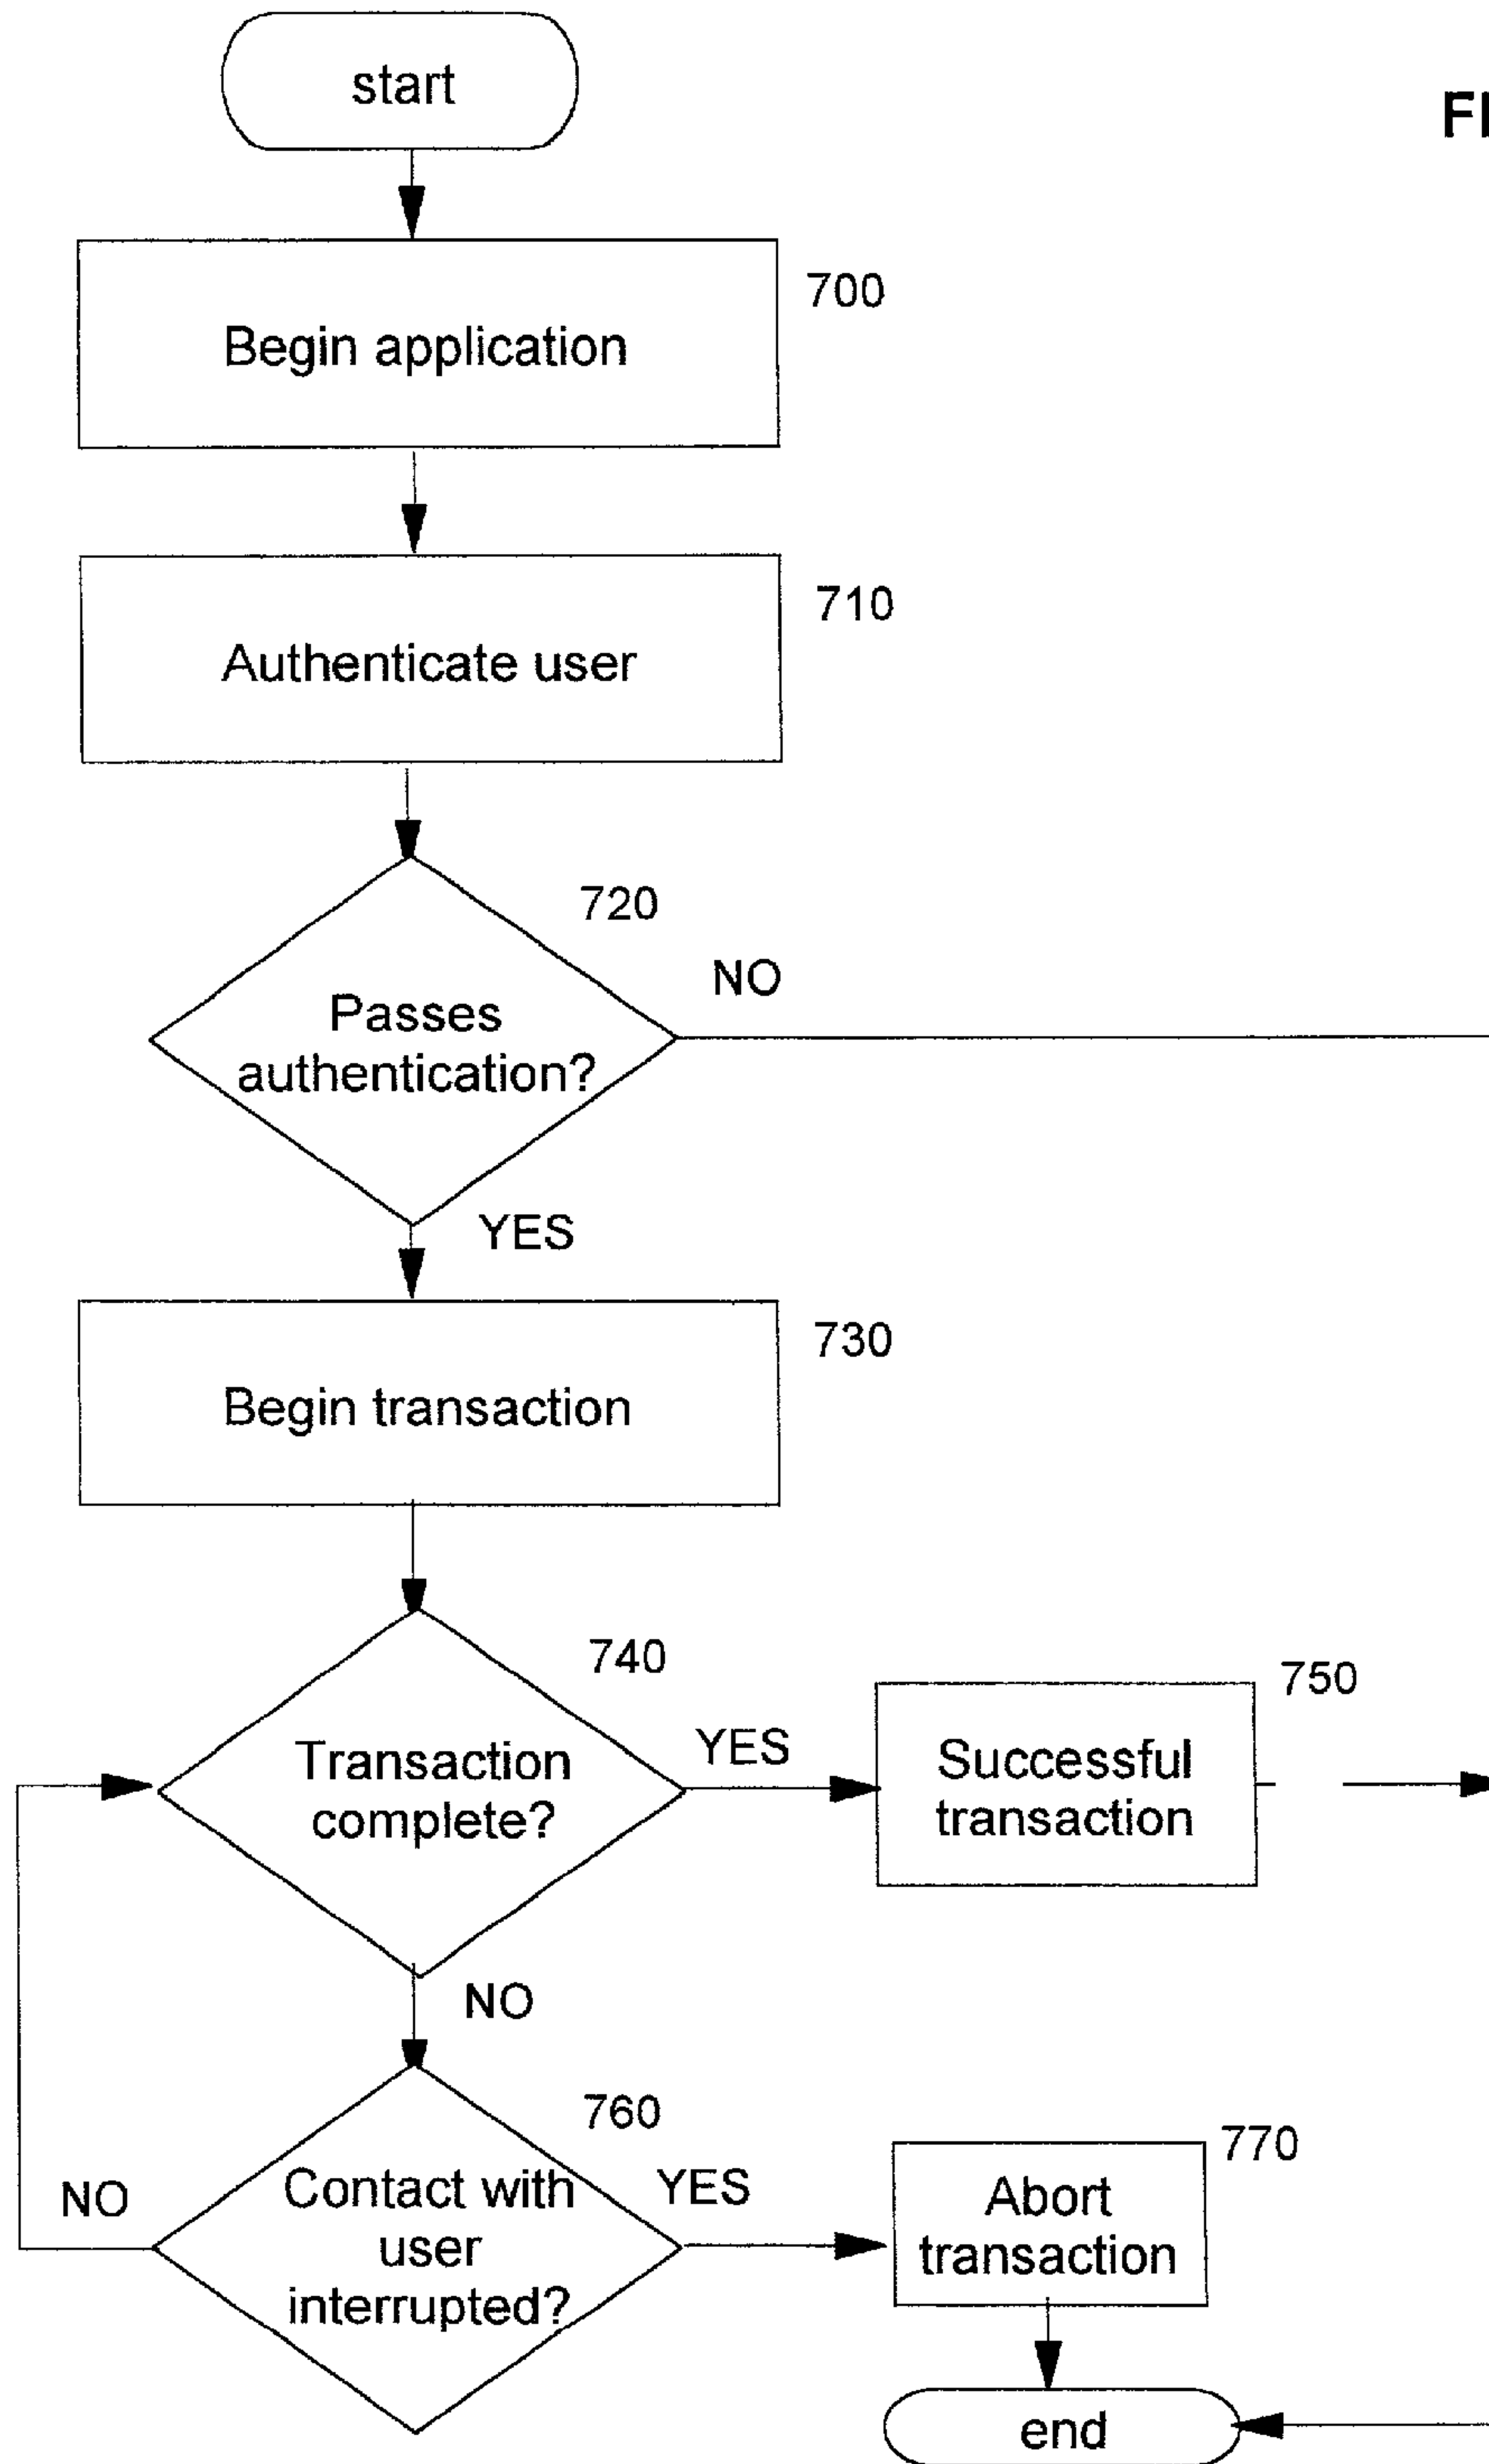 start
FI
Begin application
700
Authenticate user
710
720
NO
Passes
authentication?
YES
730
Begin transaction
740
Transaction
complete?
YES
750
Successful
transaction
NO
760
Contact with
user
interrupted?
NO
YES
770
Abort
transaction
end